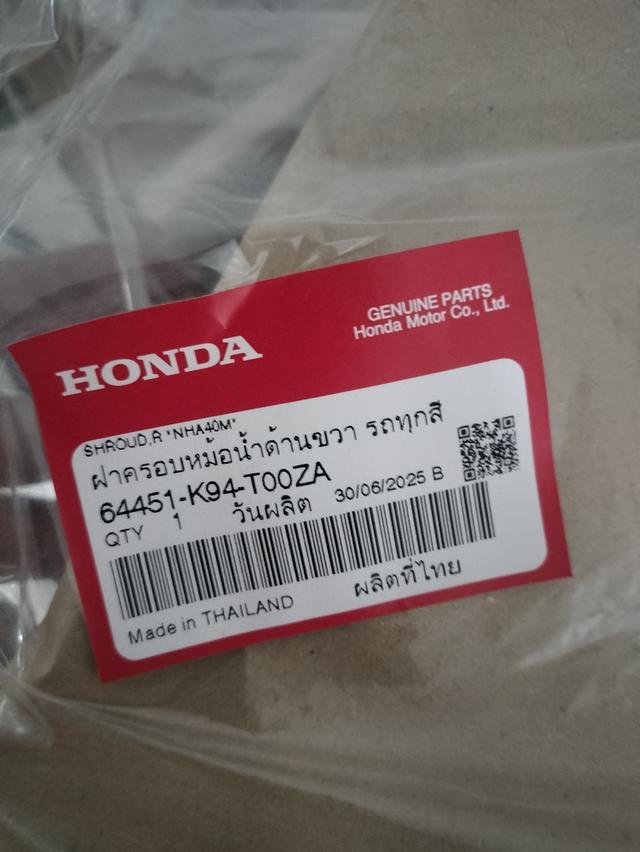 HONDA
GENUINE PARTS
Honda Motor Co., Ltd.
SHROUD,R *NHA40M*
ฝาครอบหม้อน้ำด้านขวา รถทุกสี
64451-K94-T00ZA
QTY 1 วันผลิต 30/06/2025 B
Made in THAILAND ผลิตที่ไทย